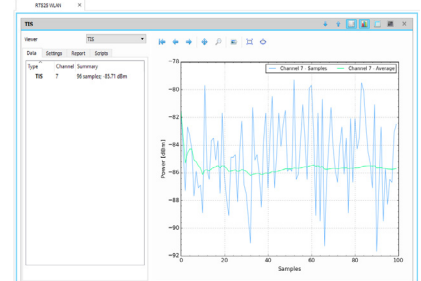 RTS25 WLAN ×
TIS
Viewer TIS
Data Settings Report Scripts
Type Channel Summary
TIS 7 96 samples: -85,71 dBm
Channel 7 - Samples Channel 7 - Average
Power [dBm]
−76
−78
−80
−82
−84
−86
−88
−90
−92
0 20 40 60 80 100
Samples